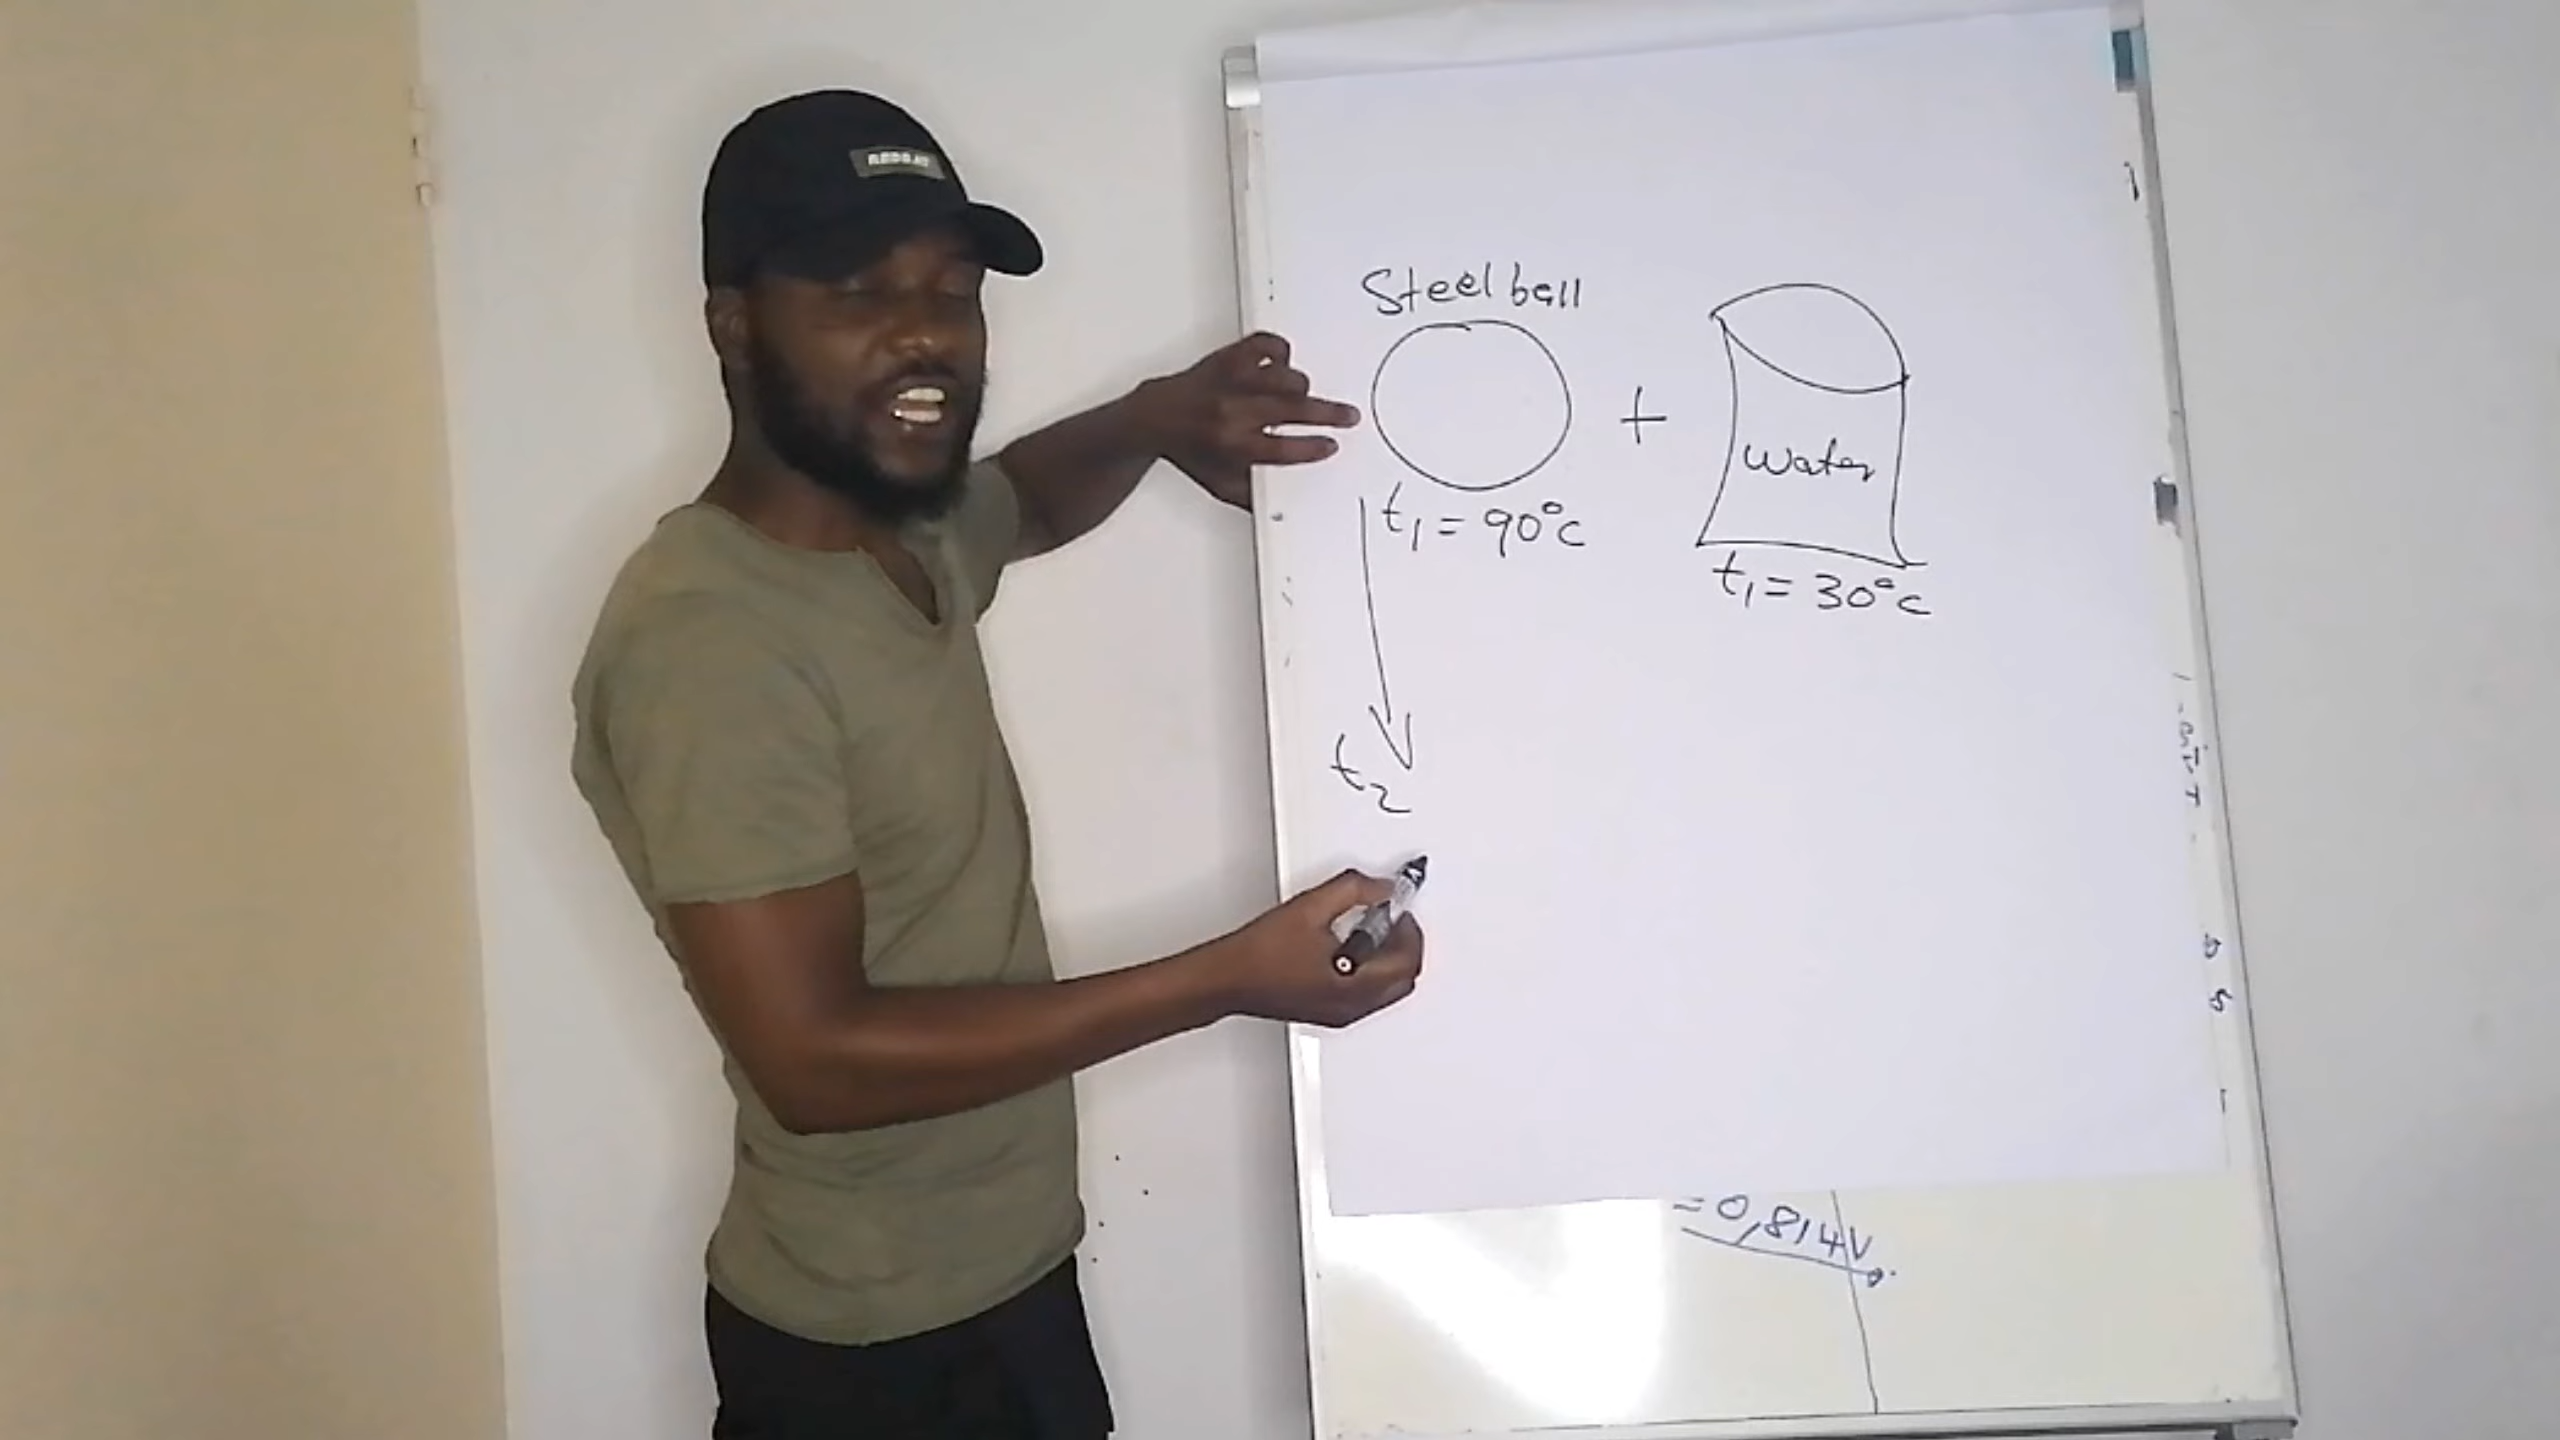 Steel ball
+
water
t₁ = 90°c
t₁ = 30°c
t₂
= 0,814V